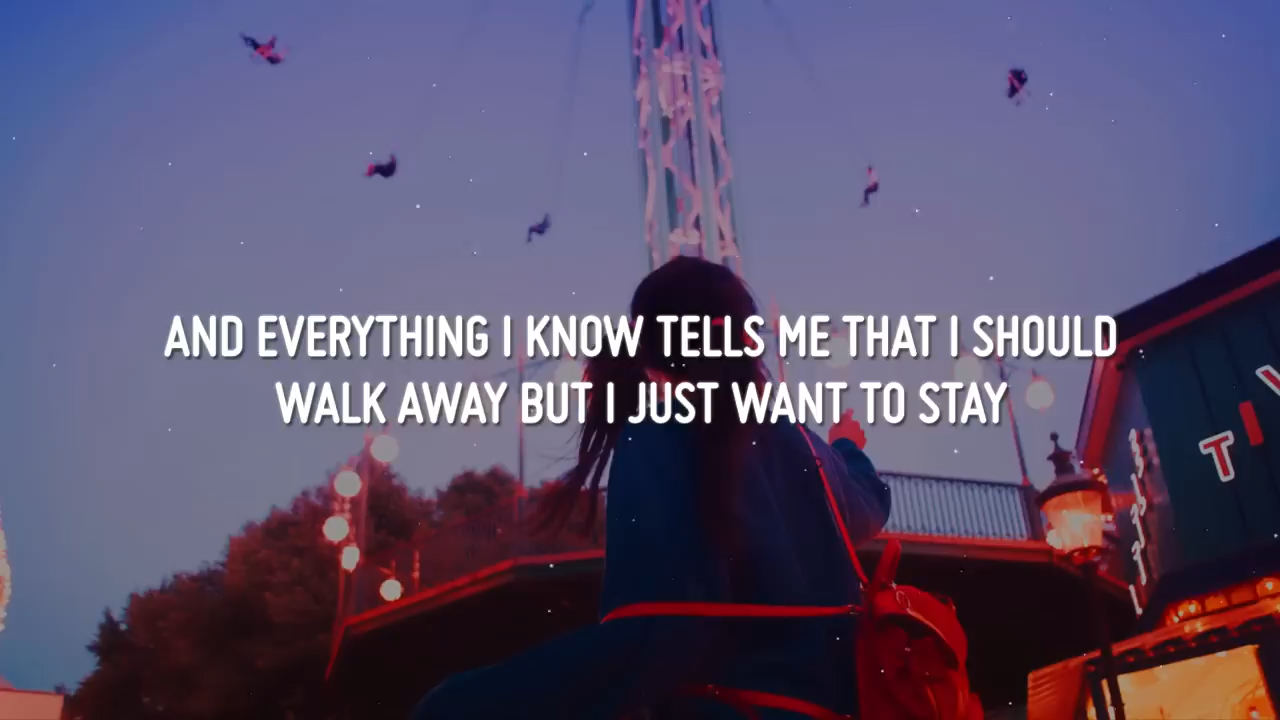 AND EVERYTHING I KNOW TELLS ME THAT I SHOULD
WALK AWAY BUT I JUST WANT TO STAY